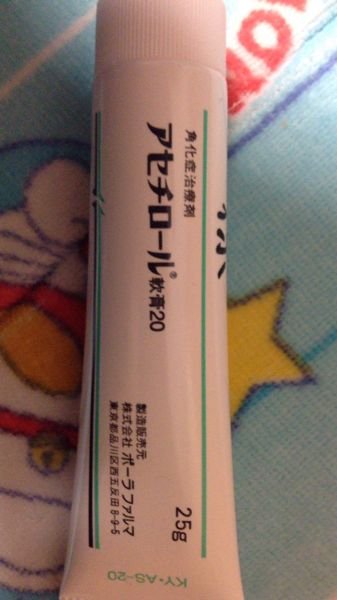 角化症治療剤
アセチロール®軟膏20
製造販売元
株式会社 ポーラファルマ
東京都品川区西五反田8-9-5
25g
KY・AS-20